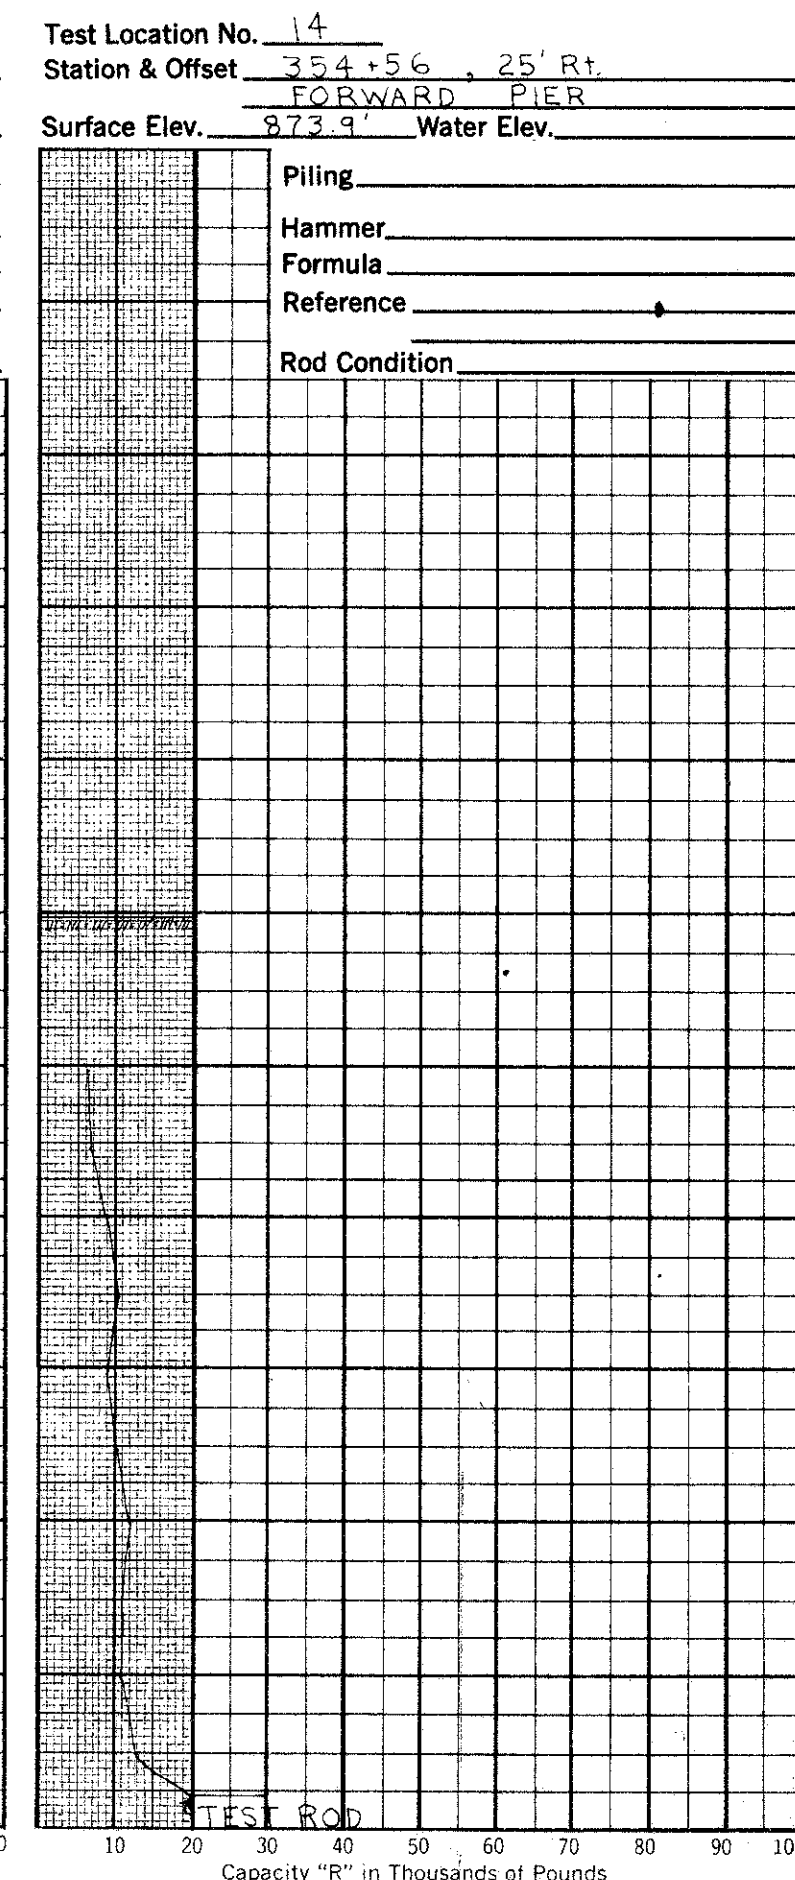 Test Location No. 14
Station & Offset 354+56, 25' Rt.
FORWARD PIER
Surface Elev. 873.9' Water Elev.
Piling
Hammer
Formula
Reference
Rod Condition
TEST ROD
10 20 30 40 50 60 70 80 90
Capacity "R" in Thousands of Pounds